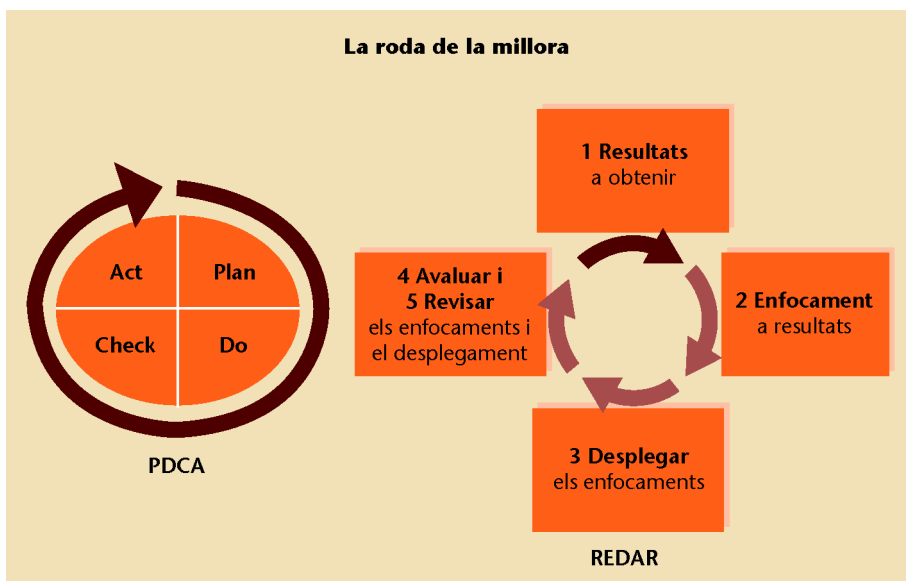 La roda de la millora
Act
Plan
Check
Do
PDCA
1 Resultats
a obtenir
2 Enfocament
a resultats
3 Desplegar
els enfocaments
4 Avaluar i
5 Revisar
els enfocaments i
el desplegament
REDAR